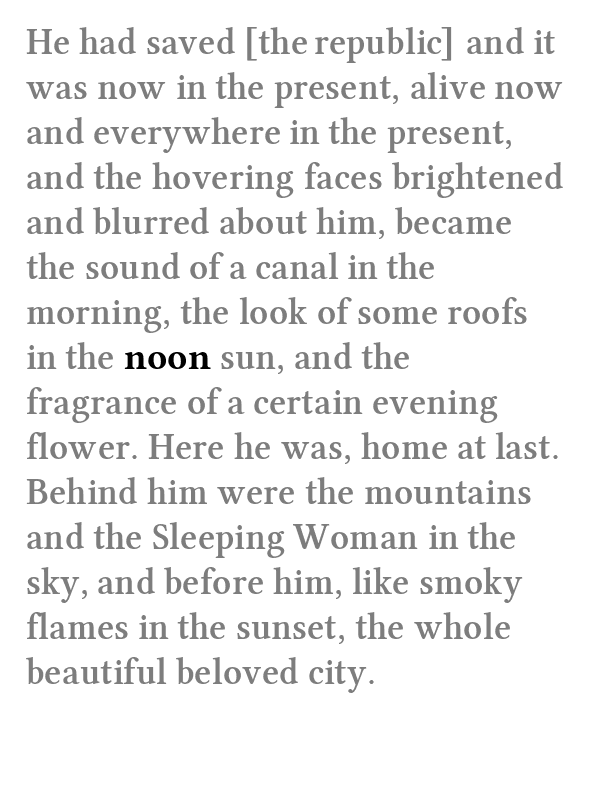 He had saved [the republic] and it
was now in the present, alive now
and everywhere in the present,
and the hovering faces brightened
and blurred about him, became
the sound of a canal in the
morning, the look of some roofs
in the noon sun, and the
fragrance of a certain evening
flower. Here he was, home at last.
Behind him were the mountains
and the Sleeping Woman in the
sky, and before him, like smoky
flames in the sunset, the whole
beautiful beloved city.